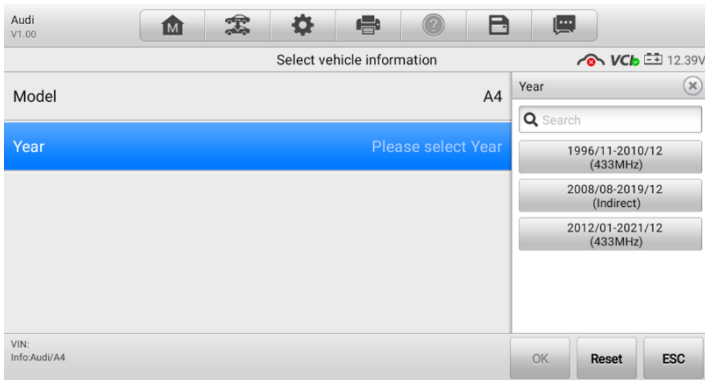 Audi
V1.00
M
?
Select vehicle information
VCI
12.39V
Model
A4
Year
Please select Year
Year
Search
1996/11-2010/12
(433MHz)
2008/08-2019/12
(Indirect)
2012/01-2021/12
(433MHz)
VIN:
Info:Audi/A4
OK
Reset
ESC